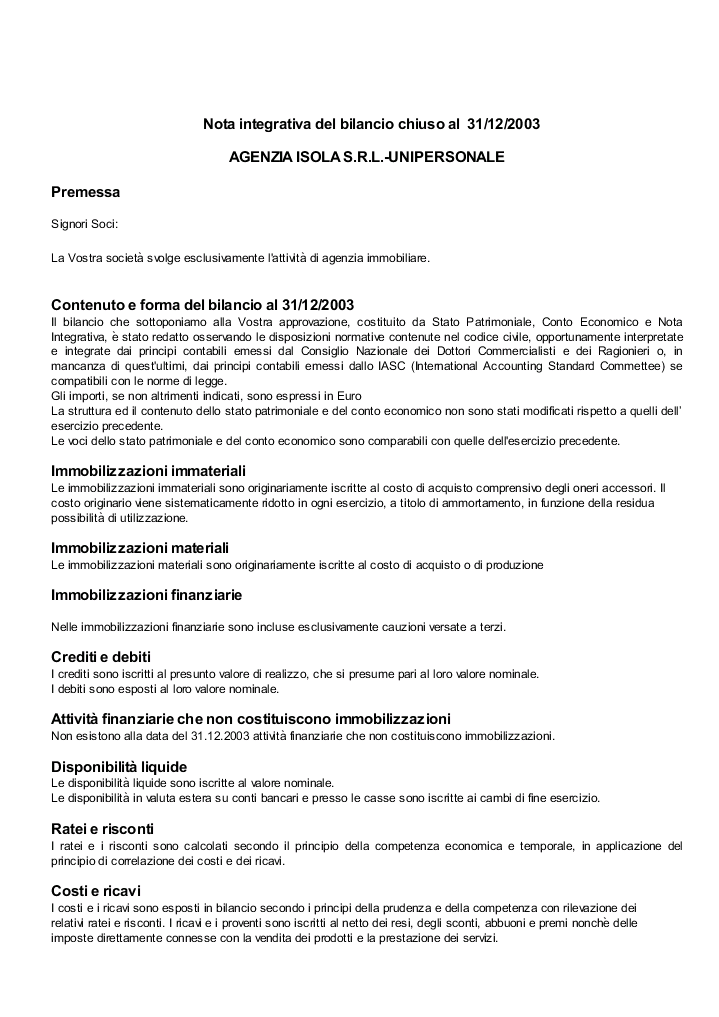 Nota integrativa del bilancio chiuso al 31/12/2003
AGENZIA ISOLA S.R.L.-UNIPERSONALE
Premessa
Signori Soci:
La Vostra società svolge esclusivamente l'attività di agenzia immobiliare.
Contenuto e forma del bilancio al 31/12/2003
Il bilancio che sottoponiamo alla Vostra approvazione, costituito da Stato Patrimoniale, Conto Economico e Nota
Integrativa, è stato redatto osservando le disposizioni normative contenute nel codice civile, opportunamente interpretate
e integrate dai principi contabili emessi dal Consiglio Nazionale dei Dottori Commercialisti e dei Ragionieri o, in
mancanza di quest'ultimi, dai principi contabili emessi dallo IASC (International Accounting Standard Commettee) se
compatibili con le norme di legge.
Gli importi, se non altrimenti indicati, sono espressi in Euro
La struttura ed il contenuto dello stato patrimoniale e del conto economico non sono stati modificati rispetto a quelli dell'
esercizio precedente.
Le voci dello stato patrimoniale e del conto economico sono comparabili con quelle dell'esercizio precedente.
Immobilizzazioni immateriali
Le immobilizzazioni immateriali sono originariamente iscritte al costo di acquisto comprensivo degli oneri accessori. Il
costo originario viene sistematicamente ridotto in ogni esercizio, a titolo di ammortamento, in funzione della residua
possibilità di utilizzazione.
Immobilizzazioni materiali
Le immobilizzazioni materiali sono originariamente iscritte al costo di acquisto o di produzione
Immobilizzazioni finanziarie
Nelle immobilizzazioni finanziarie sono incluse esclusivamente cauzioni versate a terzi.
Crediti e debiti
I crediti sono iscritti al presunto valore di realizzo, che si presume pari al loro valore nominale.
I debiti sono esposti al loro valore nominale.
Attività finanziarie che non costituiscono immobilizzazioni
Non esistono alla data del 31.12.2003 attività finanziarie che non costituiscono immobilizzazioni.
Disponibilità liquide
Le disponibilità liquide sono iscritte al valore nominale.
Le disponibilità in valuta estera su conti bancari e presso le casse sono iscritte ai cambi di fine esercizio.
Ratei e risconti
I ratei e i risconti sono calcolati secondo il principio della competenza economica e temporale, in applicazione del
principio di correlazione dei costi e dei ricavi.
Costi e ricavi
I costi e i ricavi sono esposti in bilancio secondo i principi della prudenza e della competenza con rilevazione dei
relativi ratei e risconti. I ricavi e i proventi sono iscritti al netto dei resi, degli sconti, abbuoni e premi nonchè delle
imposte direttamente connesse con la vendita dei prodotti e la prestazione dei servizi.